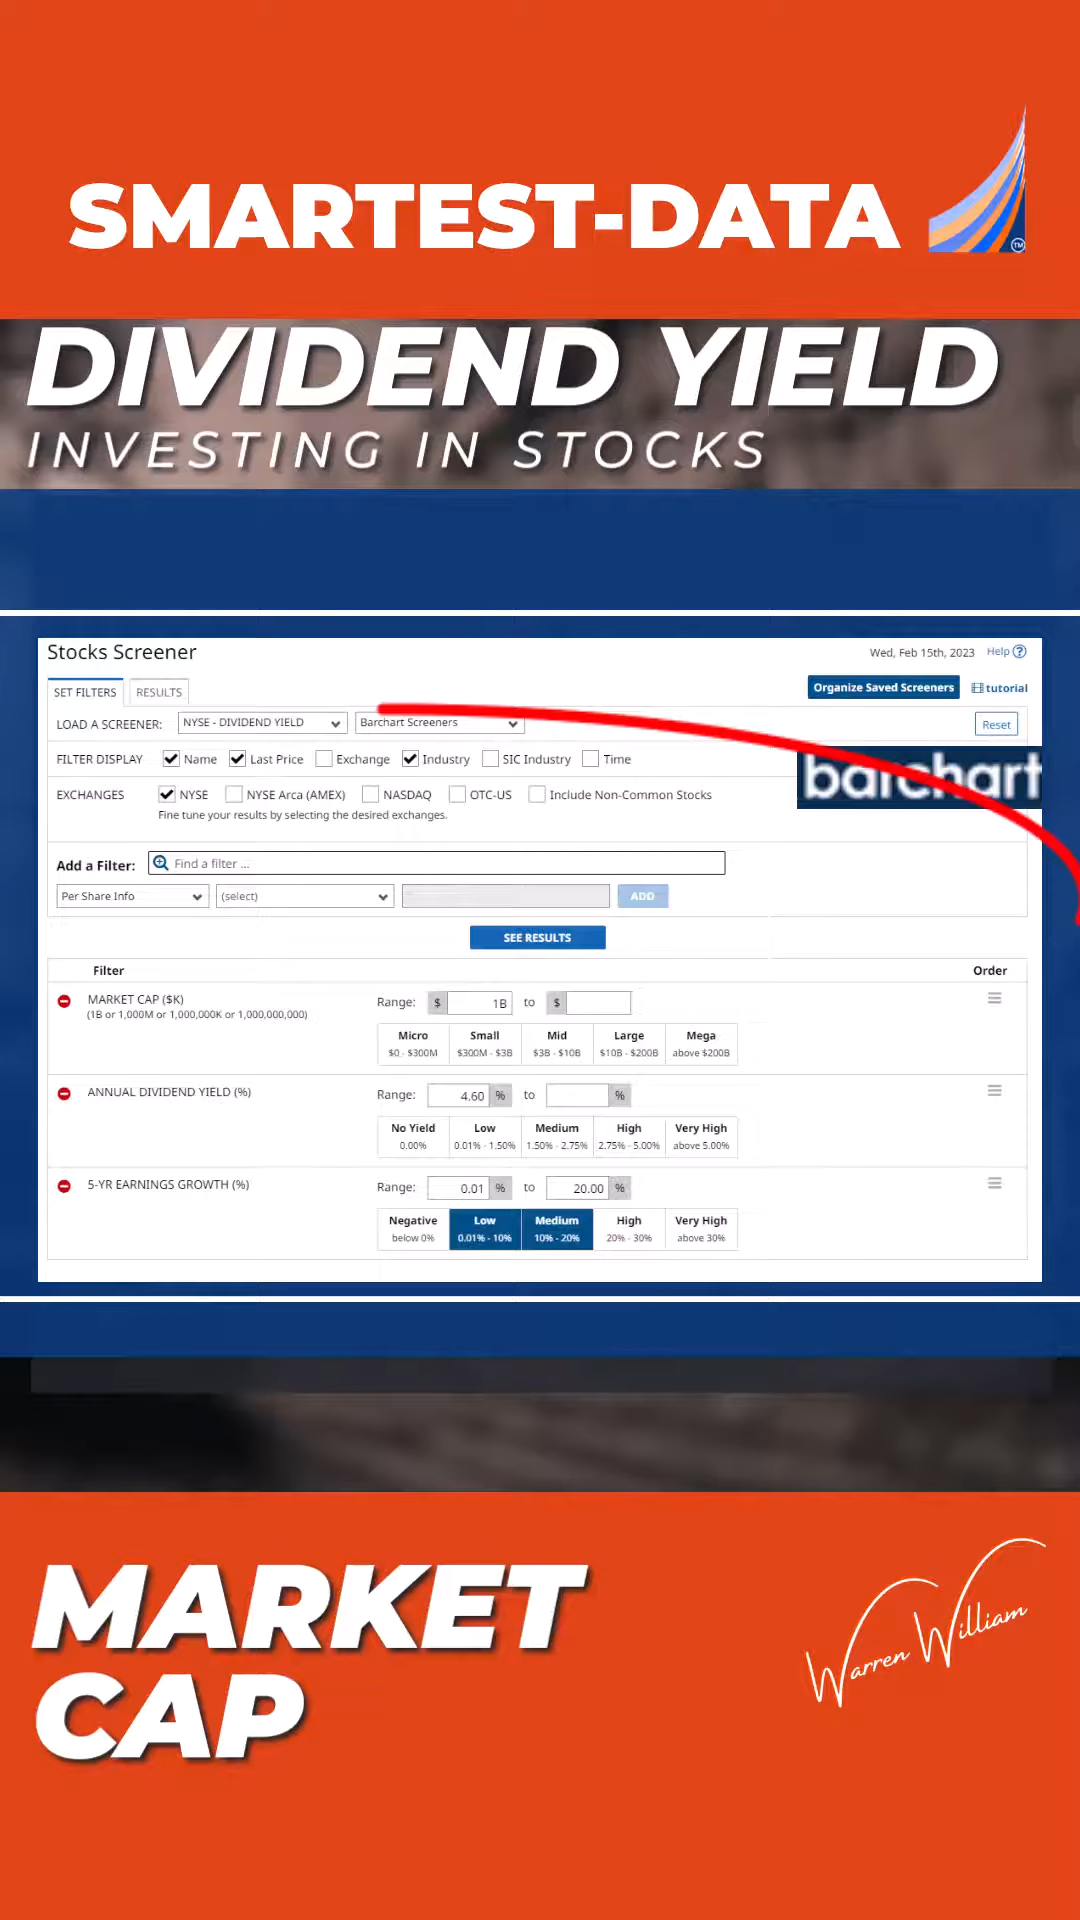 SMARTEST-DATA
TM
DIVIDEND YIELD
INVESTING IN STOCKS
Stocks Screener
Wed, Feb 15th, 2023 Help ?
SET FILTERS RESULTS
Organize Saved Screeners tutorial
LOAD A SCREENER: NYSE - DIVIDEND YIELD Barchart Screeners Reset
FILTER DISPLAY Name Last Price Exchange Industry SIC Industry Time
barchart
EXCHANGES NYSE NYSE Arca (AMEX) NASDAQ OTC-US Include Non-Common Stocks
Fine tune your results by selecting the desired exchanges.
Add a Filter: Find a filter ...
Per Share Info (select) ADD
SEE RESULTS
Filter Order
MARKET CAP ($K) Range: $ 1B to $
(1B or 1,000M or 1,000,000K or 1,000,000,000)
Micro Small Mid Large Mega
$0 - $300M $300M - $3B $3B - $10B $10B - $200B above $200B
ANNUAL DIVIDEND YIELD (%) Range: 4.60 % to %
No Yield Low Medium High Very High
0.00% 0.01% - 1.50% 1.50% - 2.75% 2.75% - 5.00% above 5.00%
5-YR EARNINGS GROWTH (%) Range: 0.01 % to 20.00 %
Negative Low Medium High Very High
below 0% 0.01% - 10% 10% - 20% 20% - 30% above 30%
MARKET
CAP
Warren William